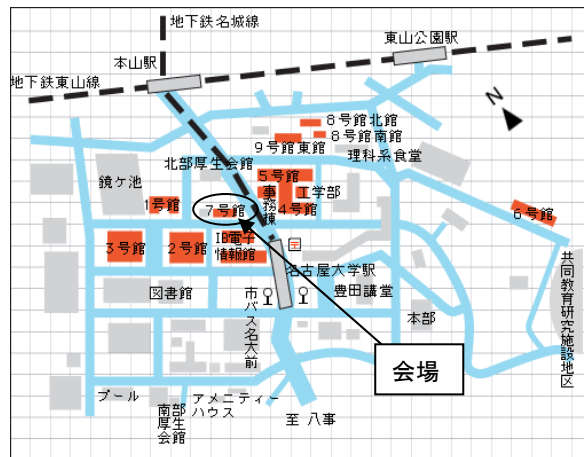 地下鉄名城線
東山公園駅
本山駅
地下鉄東山線
N
8号館北館
8号館南館
9号館東館
北部厚生会館
理科系食堂
鏡ケ池
5号館
工学部
事務棟
1号館
7号館
4号館
6号館
3号館
2号館
IB電子
情報館
〒
名古屋大学駅
図書館
市バス名大前
豊田講堂
本部
共同教育研究施設地区
会場
プール
アメニティー
ハウス
南部
厚生
会館
至 八事